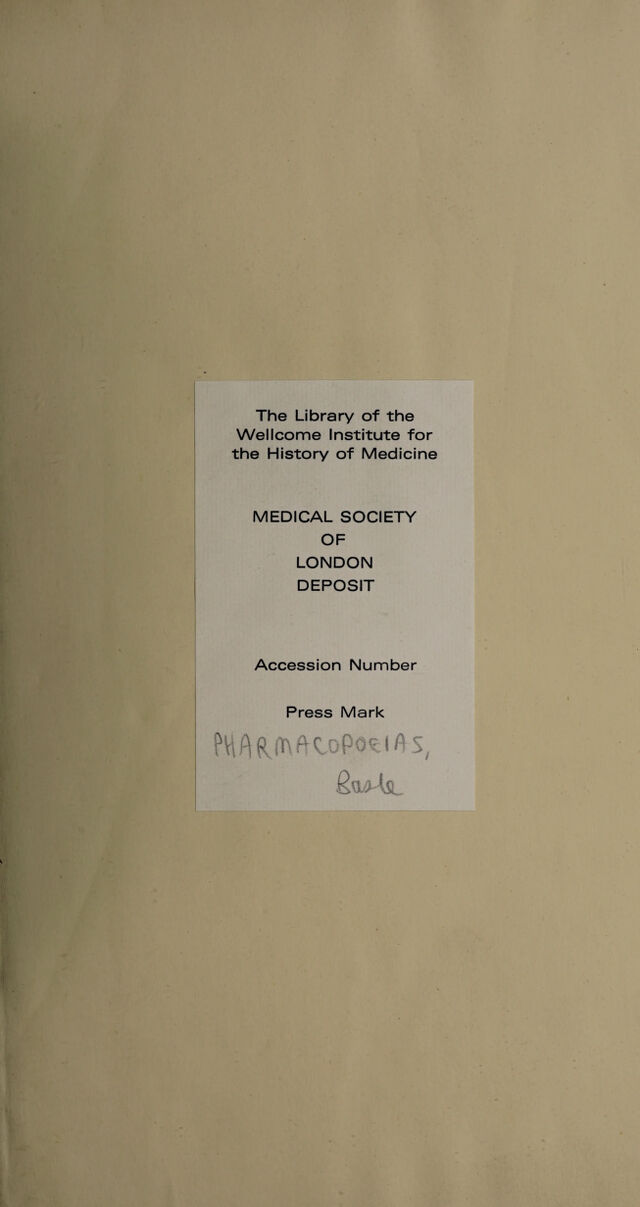 The Library of the
Wellcome Institute for
the History of Medicine
MEDICAL SOCIETY
OF
LONDON
DEPOSIT
Accession Number
Press Mark
PHARMACOPOEIAS,
Basle